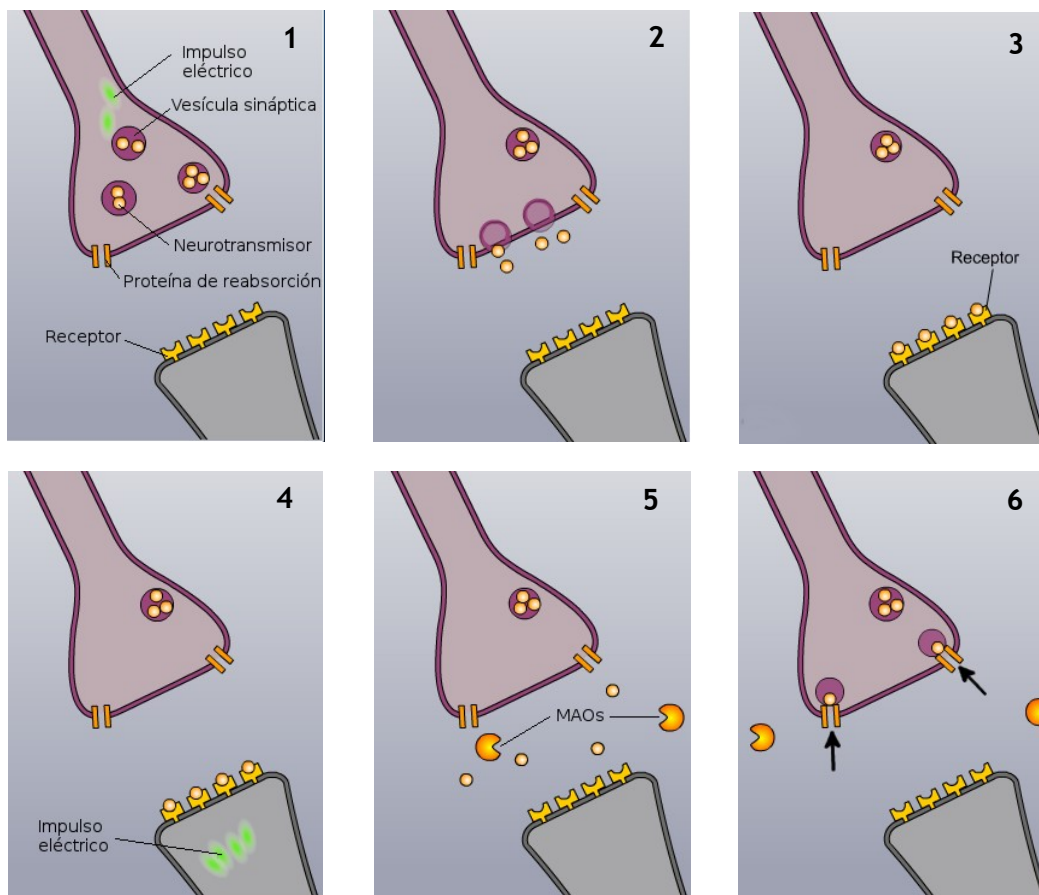 1
Impulso
eléctrico
Vesícula sináptica
Neurotransmisor
Proteína de reabsorción
Receptor
2
3
Receptor
4
Impulso
eléctrico
5
MAOs
6